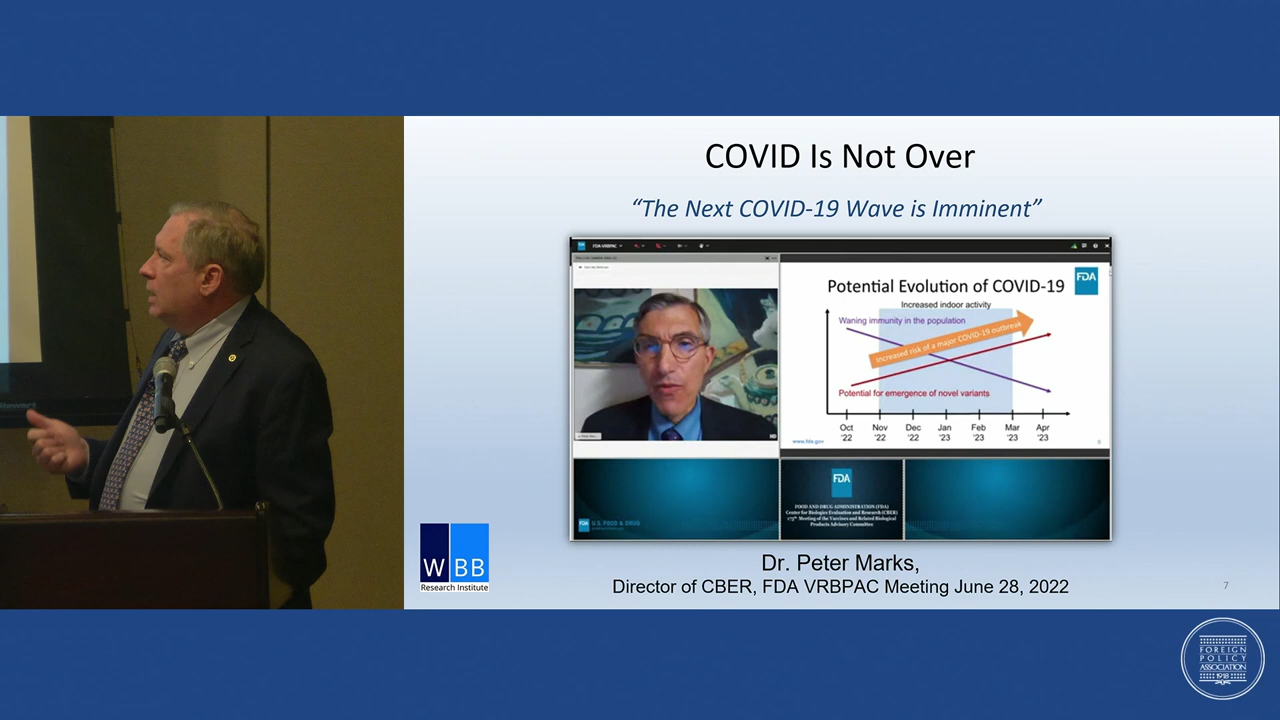 COVID Is Not Over
“The Next COVID-19 Wave is Imminent”
FDA-VRBPAC
FDA
Potential Evolution of COVID-19
Increased indoor activity
Waning immunity in the population
Increased risk of a major COVID-19 outbreak
Potential for emergence of novel variants
Oct Nov Dec Jan Feb Mar Apr
'22 '22 '22 '23 '23 '23 '23
www.fda.gov
8
FDA
FDA U.S. FOOD & DRUG
FOOD AND DRUG ADMINISTRATION (FDA)
Center for Biologics Evaluation and Research (CBER)
175th Meeting of the Vaccines and Related Biological
Products Advisory Committee
WBB
Research Institute
Dr. Peter Marks,
Director of CBER, FDA VRBPAC Meeting June 28, 2022
7
FOREIGN
POLICY
ASSOCIATION
1918